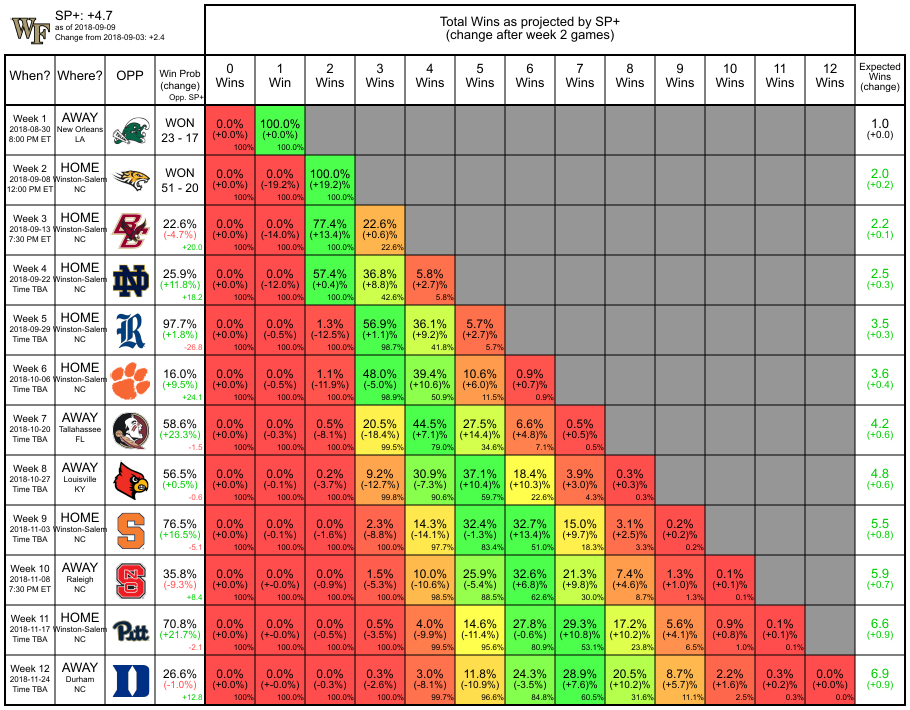 WF
SP+: +4.7
as of 2018-09-09
Change from 2018-09-03: +2.4
Total Wins as projected by SP+
(change after week 2 games)
When? Where? OPP Win Prob (change) Opp. SP+ 0 Wins 1 Win 2 Wins 3 Wins 4 Wins 5 Wins 6 Wins 7 Wins 8 Wins 9 Wins 10 Wins 11 Wins 12 Wins Expected Wins (change)
Week 1 AWAY WON 0.0% 100.0% 1.0
2018-08-30 New Orleans 23 - 17 (+0.0%) (+0.0%) (+0.0)
8:00 PM ET LA 100% 100.0%
Week 2 HOME WON 0.0% 0.0% 100.0% 2.0
2018-09-08 Winston-Salem 51 - 20 (+0.0%) (-19.2%) (+19.2)% (+0.2)
12:00 PM ET NC 100% 100.0% 100.0%
Week 3 HOME BC 22.6% 0.0% 0.0% 77.4% 22.6% 2.2
2018-09-13 Winston-Salem (-4.7%) (+0.0%) (-14.0%) (+13.4)% (+0.6)% (+0.1)
7:30 PM ET NC +20.0 100% 100.0% 100.0% 22.6%
Week 4 HOME ND 25.9% 0.0% 0.0% 57.4% 36.8% 5.8% 2.5
2018-09-22 Winston-Salem (+11.8%) (+0.0%) (-12.0%) (+0.4)% (+8.8)% (+2.7)% (+0.3)
Time TBA NC +18.2 100% 100.0% 100.0% 42.6% 5.8%
Week 5 HOME R 97.7% 0.0% 0.0% 1.3% 56.9% 36.1% 5.7% 3.5
2018-09-29 Winston-Salem (+1.8%) (+0.0%) (-0.5%) (-12.5%) (+1.1)% (+9.2)% (+2.7)% (+0.3)
Time TBA NC -26.8 100% 100.0% 100.0% 98.7% 41.8% 5.7%
Week 6 HOME 16.0% 0.0% 0.0% 1.1% 48.0% 39.4% 10.6% 0.9% 3.6
2018-10-06 Winston-Salem (+9.5%) (+0.0%) (-0.5%) (-11.9%) (-5.0%) (+10.6)% (+6.0)% (+0.7)% (+0.4)
Time TBA NC +24.1 100% 100.0% 100.0% 98.9% 50.9% 11.5% 0.9%
Week 7 AWAY 58.6% 0.0% 0.0% 0.5% 20.5% 44.5% 27.5% 6.6% 0.5% 4.2
2018-10-20 Tallahassee (+23.3%) (+0.0%) (-0.3%) (-8.1%) (-18.4%) (+7.1)% (+14.4)% (+4.8)% (+0.5)% (+0.6)
Time TBA FL -1.5 100% 100.0% 100.0% 99.5% 79.0% 34.6% 7.1% 0.5%
Week 8 AWAY 56.5% 0.0% 0.0% 0.2% 9.2% 30.9% 37.1% 18.4% 3.9% 0.3% 4.8
2018-10-27 Louisville (+0.5%) (+0.0%) (-0.1%) (-3.7%) (-12.7%) (-7.3%) (+10.4)% (+10.3)% (+3.0)% (+0.3)% (+0.6)
Time TBA KY -0.6 100% 100.0% 100.0% 99.8% 90.6% 59.7% 22.6% 4.3% 0.3%
Week 9 HOME S 76.5% 0.0% 0.0% 0.0% 2.3% 14.3% 32.4% 32.7% 15.0% 3.1% 0.2% 5.5
2018-11-03 Winston-Salem (+16.5%) (+0.0%) (-0.1%) (-1.6%) (-8.8%) (-14.1%) (-1.3%) (+13.4)% (+9.7)% (+2.5)% (+0.2)% (+0.8)
Time TBA NC -5.1 100% 100.0% 100.0% 100.0% 97.7% 83.4% 51.0% 18.3% 3.3% 0.2%
Week 10 AWAY NCS 35.8% 0.0% 0.0% 0.0% 1.5% 10.0% 25.9% 32.6% 21.3% 7.4% 1.3% 0.1% 5.9
2018-11-08 Raleigh (-9.3%) (+0.0%) (+-0.0%) (-0.9%) (-5.3%) (-10.6%) (-5.4%) (+6.8)% (+9.8)% (+4.6)% (+1.0)% (+0.1)% (+0.7)
7:30 PM ET NC +8.4 100% 100.0% 100.0% 100.0% 98.5% 88.5% 62.6% 30.0% 8.7% 1.3% 0.1%
Week 11 HOME Pitt 70.8% 0.0% 0.0% 0.0% 0.5% 4.0% 14.6% 27.8% 29.3% 17.2% 5.6% 0.9% 0.1% 6.6
2018-11-17 Winston-Salem (+21.7%) (+0.0%) (+-0.0%) (-0.5%) (-3.5%) (-9.9%) (-11.4%) (-0.6%) (+10.8)% (+10.2)% (+4.1)% (+0.8)% (+0.1)% (+0.9)
Time TBA NC -2.1 100% 100.0% 100.0% 100.0% 99.5% 95.6% 80.9% 53.1% 23.8% 6.5% 1.0% 0.1%
Week 12 AWAY D 26.6% 0.0% 0.0% 0.0% 0.3% 3.0% 11.8% 24.3% 28.9% 20.5% 8.7% 2.2% 0.3% 0.0% 6.9
2018-11-24 Durham (-1.0%) (+0.0%) (+-0.0%) (-0.3%) (-2.6%) (-8.1%) (-10.9%) (-3.5%) (+7.6)% (+10.2)% (+5.7)% (+1.6)% (+0.2)% (+0.0)% (+0.9)
Time TBA NC +12.8 100% 100.0% 100.0% 100.0% 99.7% 96.6% 84.8% 60.5% 31.6% 11.1% 2.5% 0.3% 0.0%